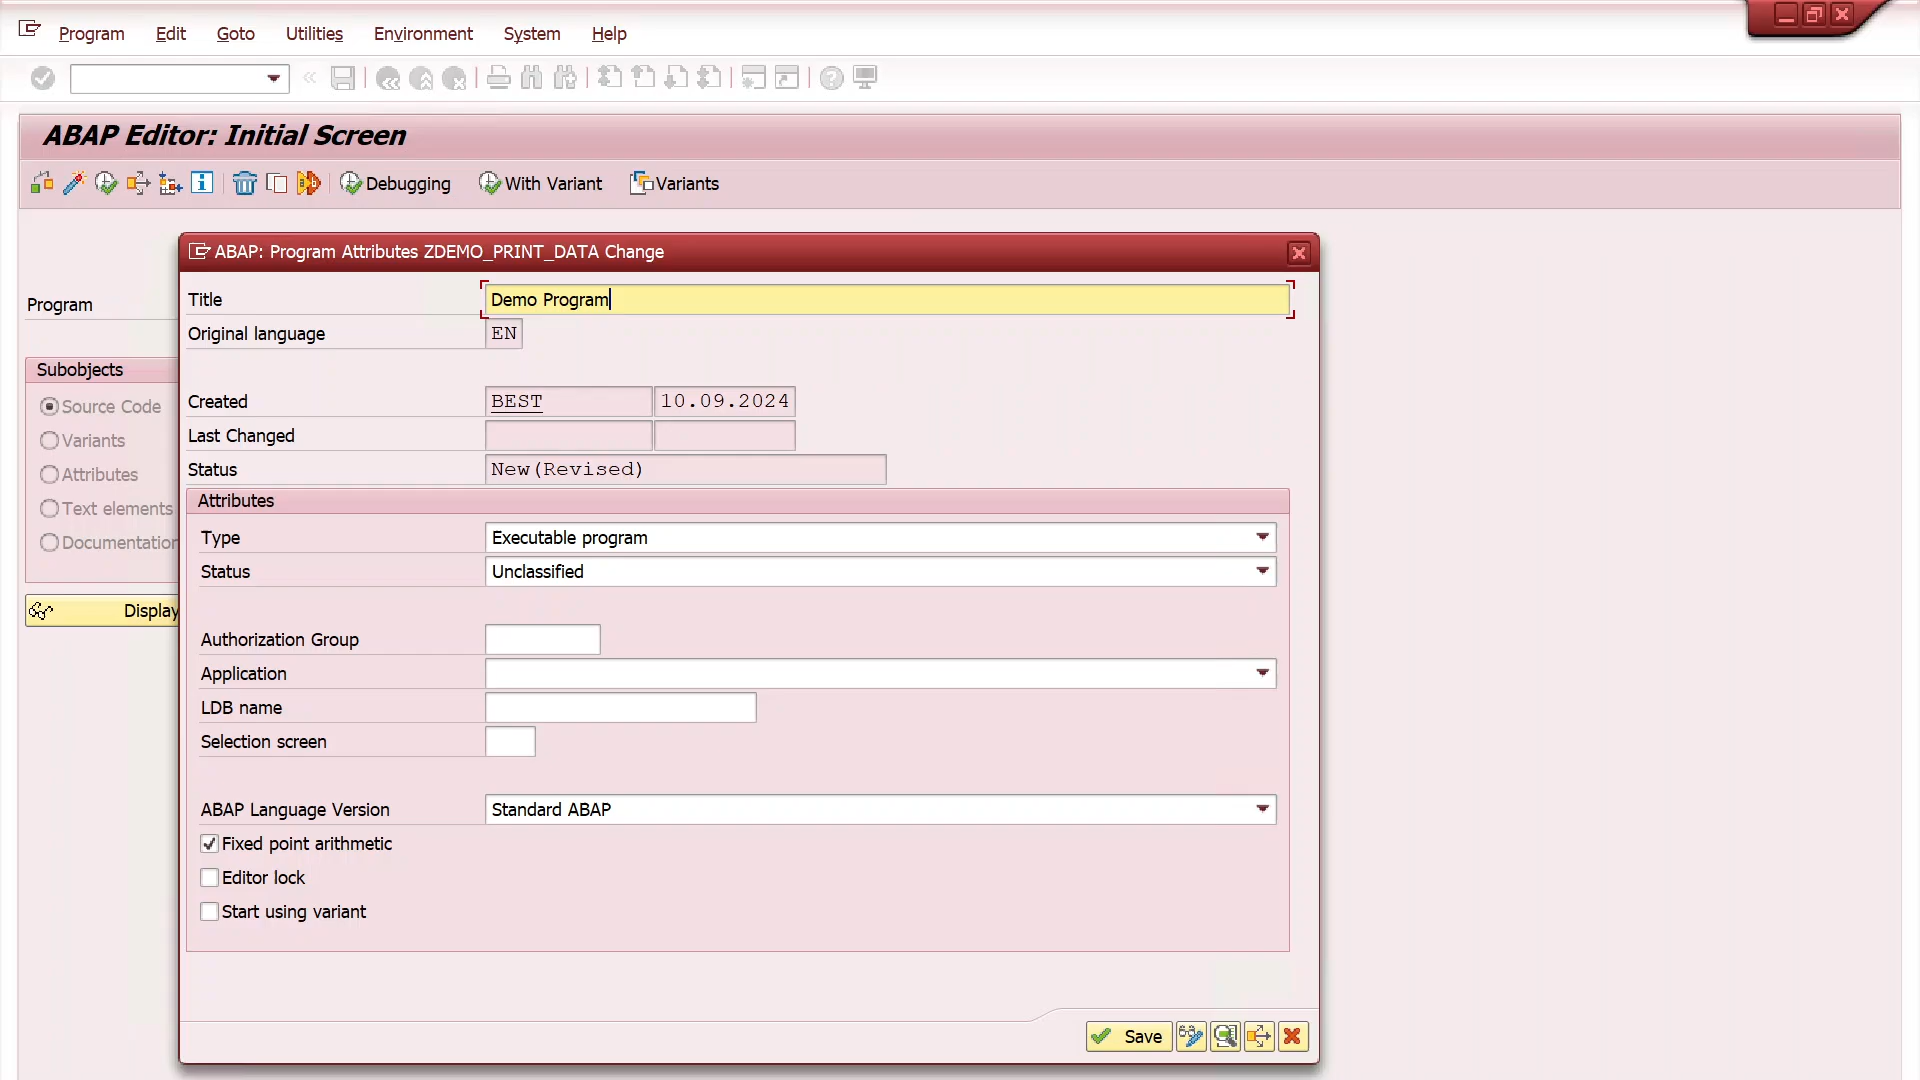 Program Edit Goto Utilities Environment System Help
ABAP Editor: Initial Screen
Debugging With Variant Variants
ABAP: Program Attributes ZDEMO_PRINT_DATA Change
Title Demo Program
Original language EN
Program
Subobjects
Source Code
Variants
Attributes
Text elements
Documentation
Display
Created BEST 10.09.2024
Last Changed
Status New(Revised)
Attributes
Type Executable program
Status Unclassified
Authorization Group
Application
LDB name
Selection screen
ABAP Language Version Standard ABAP
Fixed point arithmetic
Editor lock
Start using variant
Save